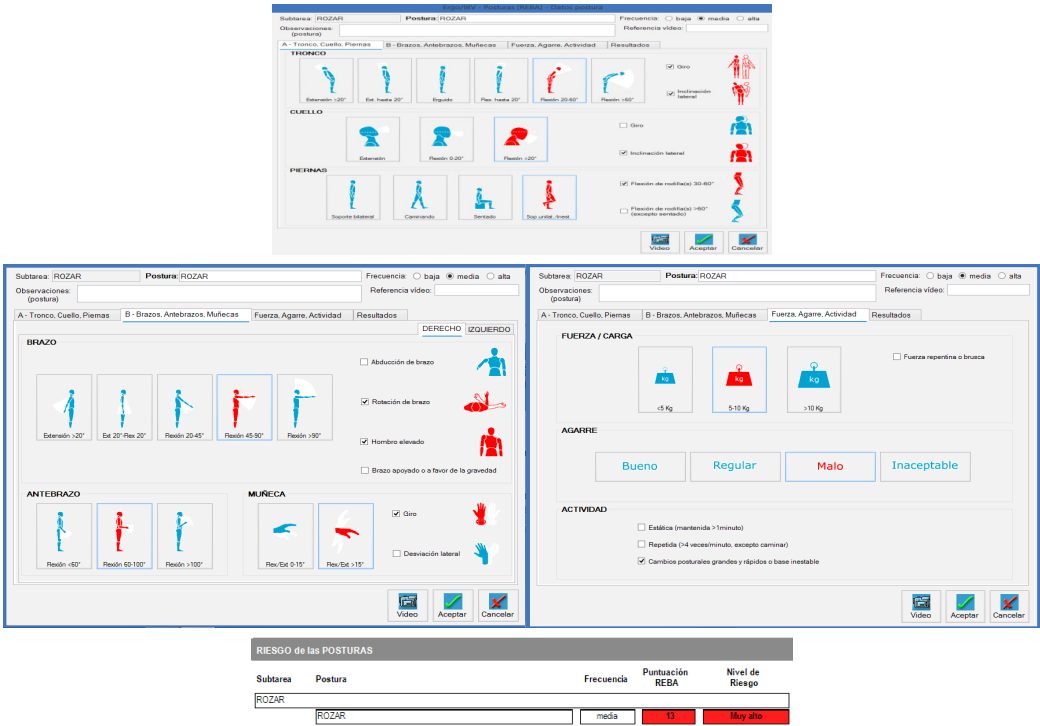 Ergo/IBV – Posturas (REBA) – Datos postura
Subtarea: ROZAR Postura: ROZAR Frecuencia: baja media alta
Observaciones: (postura) Referencia vídeo:
A - Tronco, Cuello, Piernas B - Brazos, Antebrazos, Muñecas Fuerza, Agarre, Actividad Resultados
TRONCO
Giro
Inclinación lateral
Extensión >20° Ext. hasta 20° Erguido Flex. hasta 20° Flexión 20-60° Flexión >60°
CUELLO
Giro
Inclinación lateral
Extensión Flexión 0-20° Flexión >20°
PIERNAS
Flexión de rodilla(s) 30-60°
Flexión de rodilla(s) >60°
(excepto sentado)
Soporte bilateral Caminando Sentado Sop.unilat./inest.
Video Aceptar Cancelar
Subtarea: ROZAR Postura: ROZAR Frecuencia: baja media alta
Observaciones: (postura) Referencia vídeo:
A - Tronco, Cuello, Piernas B - Brazos, Antebrazos, Muñecas Fuerza, Agarre, Actividad Resultados
DERECHO IZQUIERDO
BRAZO
Abducción de brazo
Rotación de brazo
Extensión >20° Ext 20°-Flex 20° Flexión 20-45° Flexión 45-90° Flexión >90°
Hombro elevado
Brazo apoyado o a favor de la gravedad
ANTEBRAZO MUÑECA
Giro
Desviación lateral
Flexión <60° Flexión 60-100° Flexión >100° Flex/Ext 0-15° Flex/Ext >15°
Video Aceptar Cancelar
Subtarea: ROZAR Postura: ROZAR Frecuencia: baja media alta
Observaciones: (postura) Referencia vídeo:
A - Tronco, Cuello, Piernas B - Brazos, Antebrazos, Muñecas Fuerza, Agarre, Actividad Resultados
FUERZA / CARGA
Fuerza repentina o brusca
kg kg kg
<5 Kg 5-10 Kg >10 Kg
AGARRE
Bueno Regular Malo Inaceptable
ACTIVIDAD
Estática (mantenida >1minuto)
Repetida (>4 veces/minuto, excepto caminar)
Cambios posturales grandes y rápidos o base inestable
Video Aceptar Cancelar
RIESGO de las POSTURAS
Subtarea Postura Frecuencia Puntuación REBA Nivel de Riesgo
ROZAR
ROZAR media 13 Muy alto